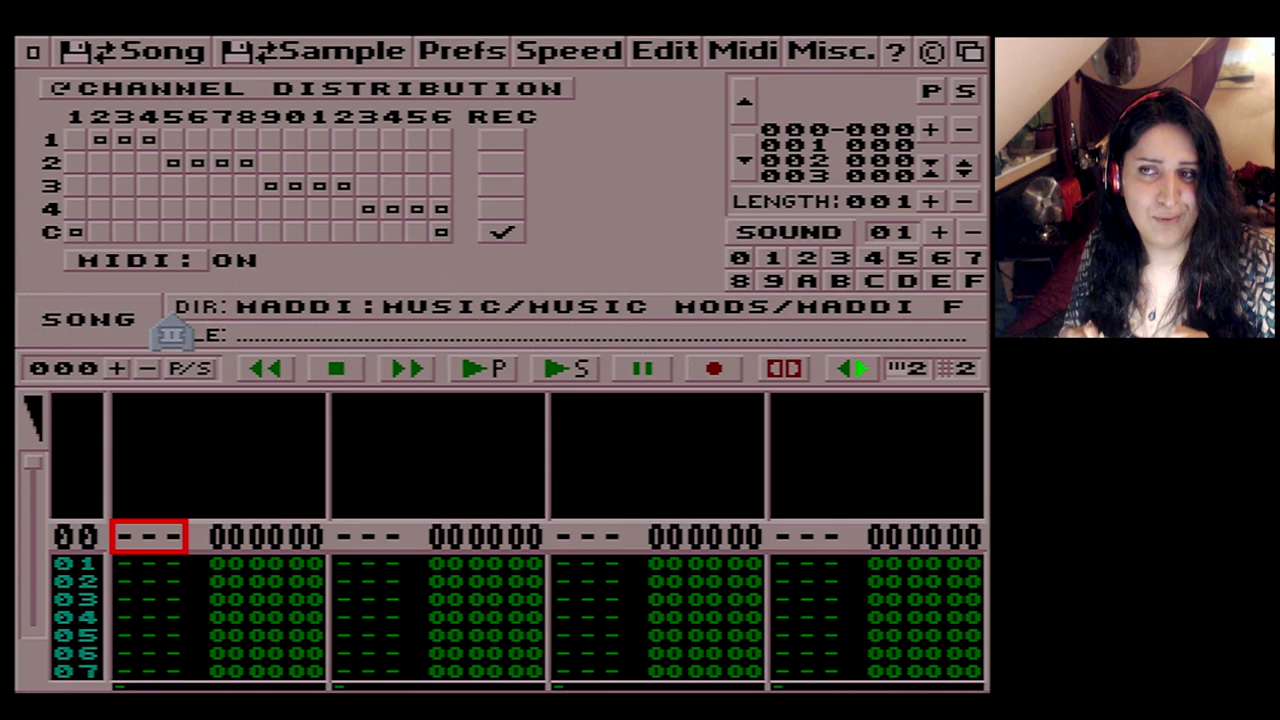 Song Sample Prefs Speed Edit Midi Misc. ? ©
CHANNEL DISTRIBUTION
P S
1234567890123456 REC
000-000 + -
001 000
002 000
003 000
1
2
3
4
C
LENGTH:001 + -
SOUND 01 + -
MIDI: ON
0 1 2 3 4 5 6 7
8 9 A B C D E F
SONG
DIR: MADDI:MUSIC/MUSIC MODS/MADDI F
LE:
000 + - P/S P S 2 #2
00 --- 000000 --- 000000 --- 000000 --- 000000
01 --- 000000 --- 000000 --- 000000 --- 000000
02 --- 000000 --- 000000 --- 000000 --- 000000
03 --- 000000 --- 000000 --- 000000 --- 000000
04 --- 000000 --- 000000 --- 000000 --- 000000
05 --- 000000 --- 000000 --- 000000 --- 000000
06 --- 000000 --- 000000 --- 000000 --- 000000
07 --- 000000 --- 000000 --- 000000 --- 000000